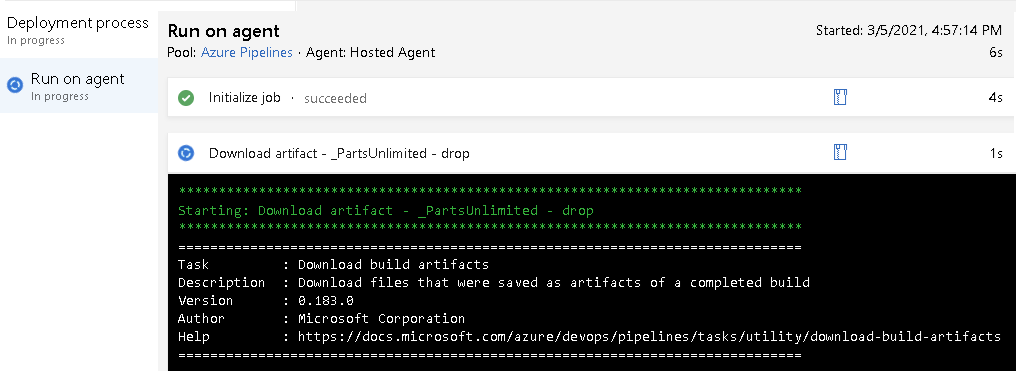 Deployment process
In progress
Run on agent
In progress
Run on agent
Started: 3/5/2021, 4:57:14 PM
Pool: Azure Pipelines · Agent: Hosted Agent
6s
Initialize job · succeeded
4s
Download artifact - _PartsUnlimited - drop
1s
******************************************************************************
Starting: Download artifact - _PartsUnlimited - drop
******************************************************************************
==============================================================================
Task         : Download build artifacts
Description  : Download files that were saved as artifacts of a completed build
Version      : 0.183.0
Author       : Microsoft Corporation
Help         : https://docs.microsoft.com/azure/devops/pipelines/tasks/utility/download-build-artifacts
==============================================================================